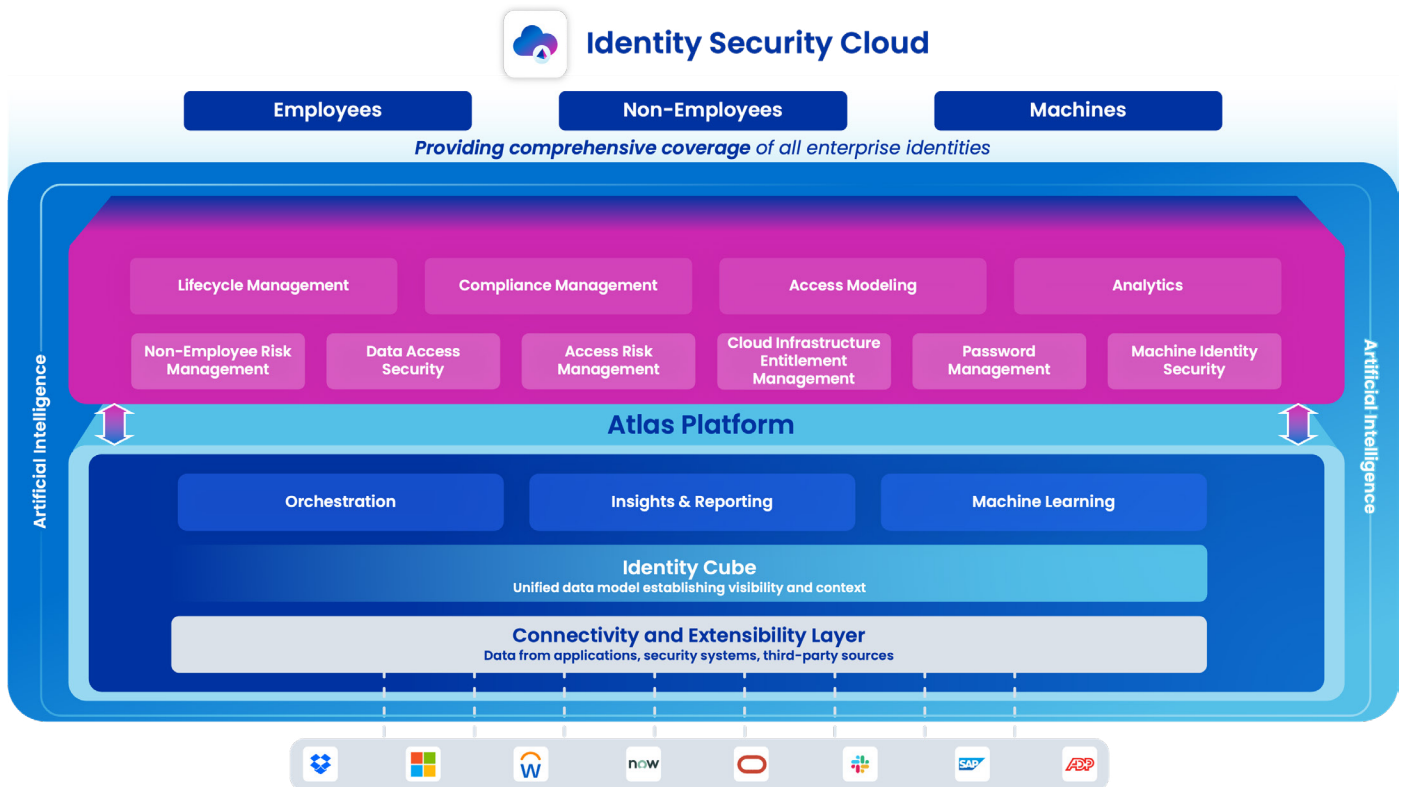 Identity Security Cloud
Employees
Non-Employees
Machines
Providing comprehensive coverage of all enterprise identities
Artificial Intelligence
Lifecycle Management
Compliance Management
Access Modeling
Analytics
Non-Employee Risk
Management
Data Access
Security
Access Risk
Management
Cloud Infrastructure
Entitlement
Management
Password
Management
Machine Identity
Security
Artificial Intelligence
Atlas Platform
Orchestration
Insights & Reporting
Machine Learning
Identity Cube
Unified data model establishing visibility and context
Connectivity and Extensibility Layer
Data from applications, security systems, third-party sources
W
now
SAP
ADP